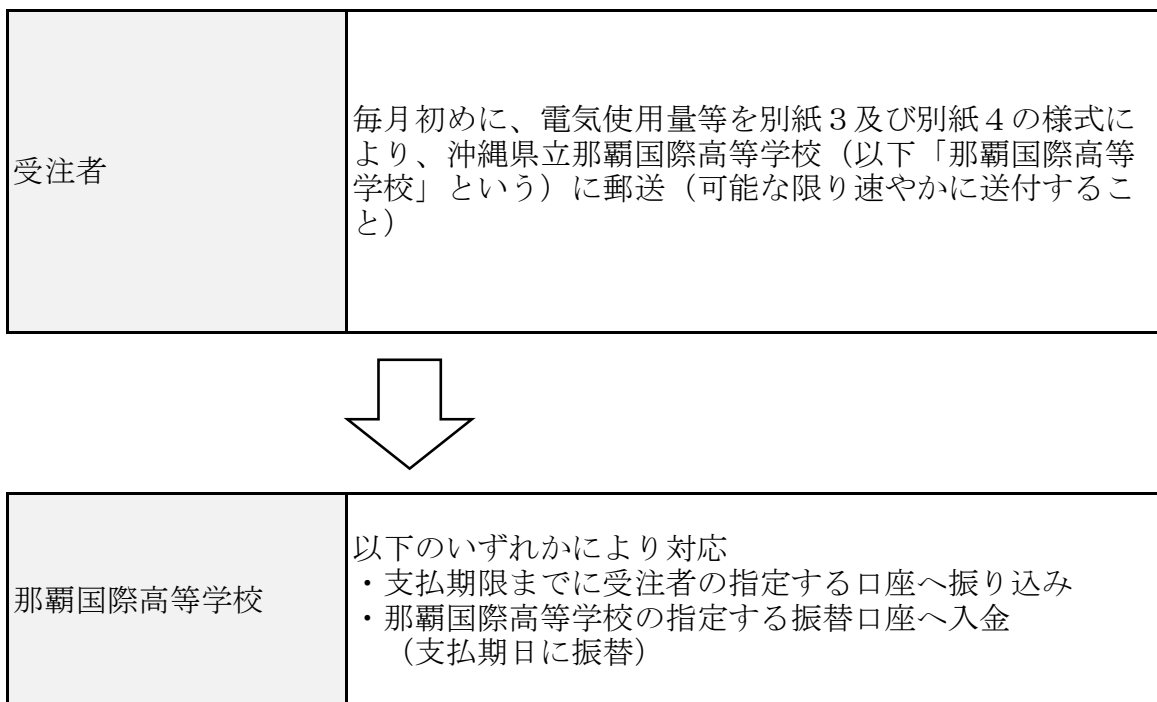 受注者
毎月初めに、電気使用量等を別紙３及び別紙４の様式に
より、沖縄県立那覇国際高等学校（以下「那覇国際高等
学校」という）に郵送（可能な限り速やかに送付するこ
と）
那覇国際高等学校
以下のいずれかにより対応
・支払期限までに受注者の指定する口座へ振り込み
・那覇国際高等学校の指定する振替口座へ入金
（支払期日に振替）